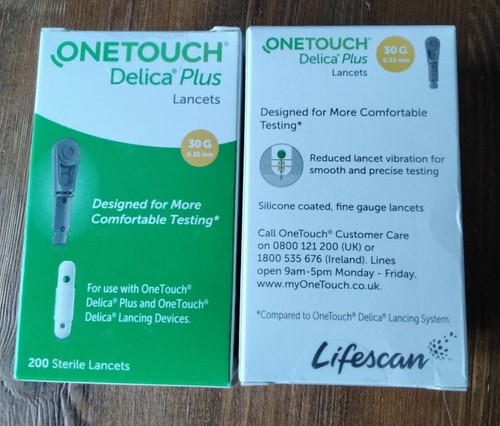 ONETOUCH®
Delica® Plus
Lancets
30 G
0.32 mm
Designed for More
Comfortable Testing*
For use with OneTouch®
Delica® Plus and OneTouch®
Delica® Lancing Devices.
200 Sterile Lancets
ONETOUCH®
Delica® Plus
Lancets
30 G
0.32 mm
Designed for More Comfortable
Testing*
Reduced lancet vibration for
smooth and precise testing
Silicone coated, fine gauge lancets
Call OneTouch® Customer Care
on 0800 121 200 (UK) or
1800 535 676 (Ireland). Lines
open 9am-5pm Monday - Friday.
www.myOneTouch.co.uk.
*Compared to OneTouch® Delica® Lancing System
Lifescan